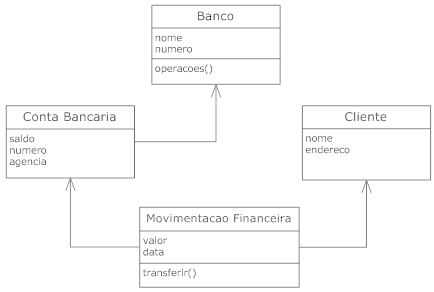 Banco
nome
numero
operacoes()
Conta Bancaria
saldo
numero
agencia
Cliente
nome
endereco
Movimentacao Financeira
valor
data
transferir()